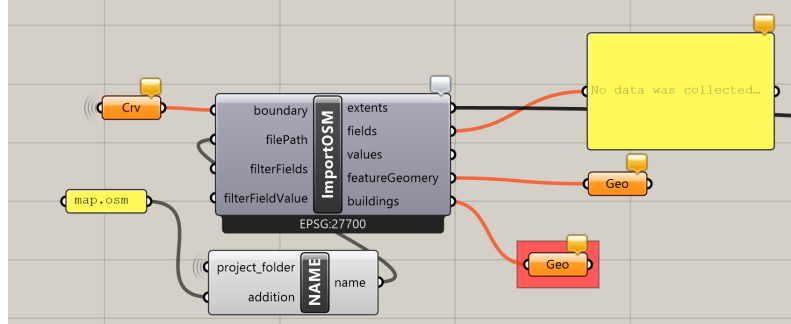 No data was collected…
Crv
boundary
filePath
filterFields
filterFieldValue
ImportOSM
extents
fields
values
featureGeomery
buildings
EPSG:27700
Geo
map.osm
project_folder
addition
NAME
name
Geo